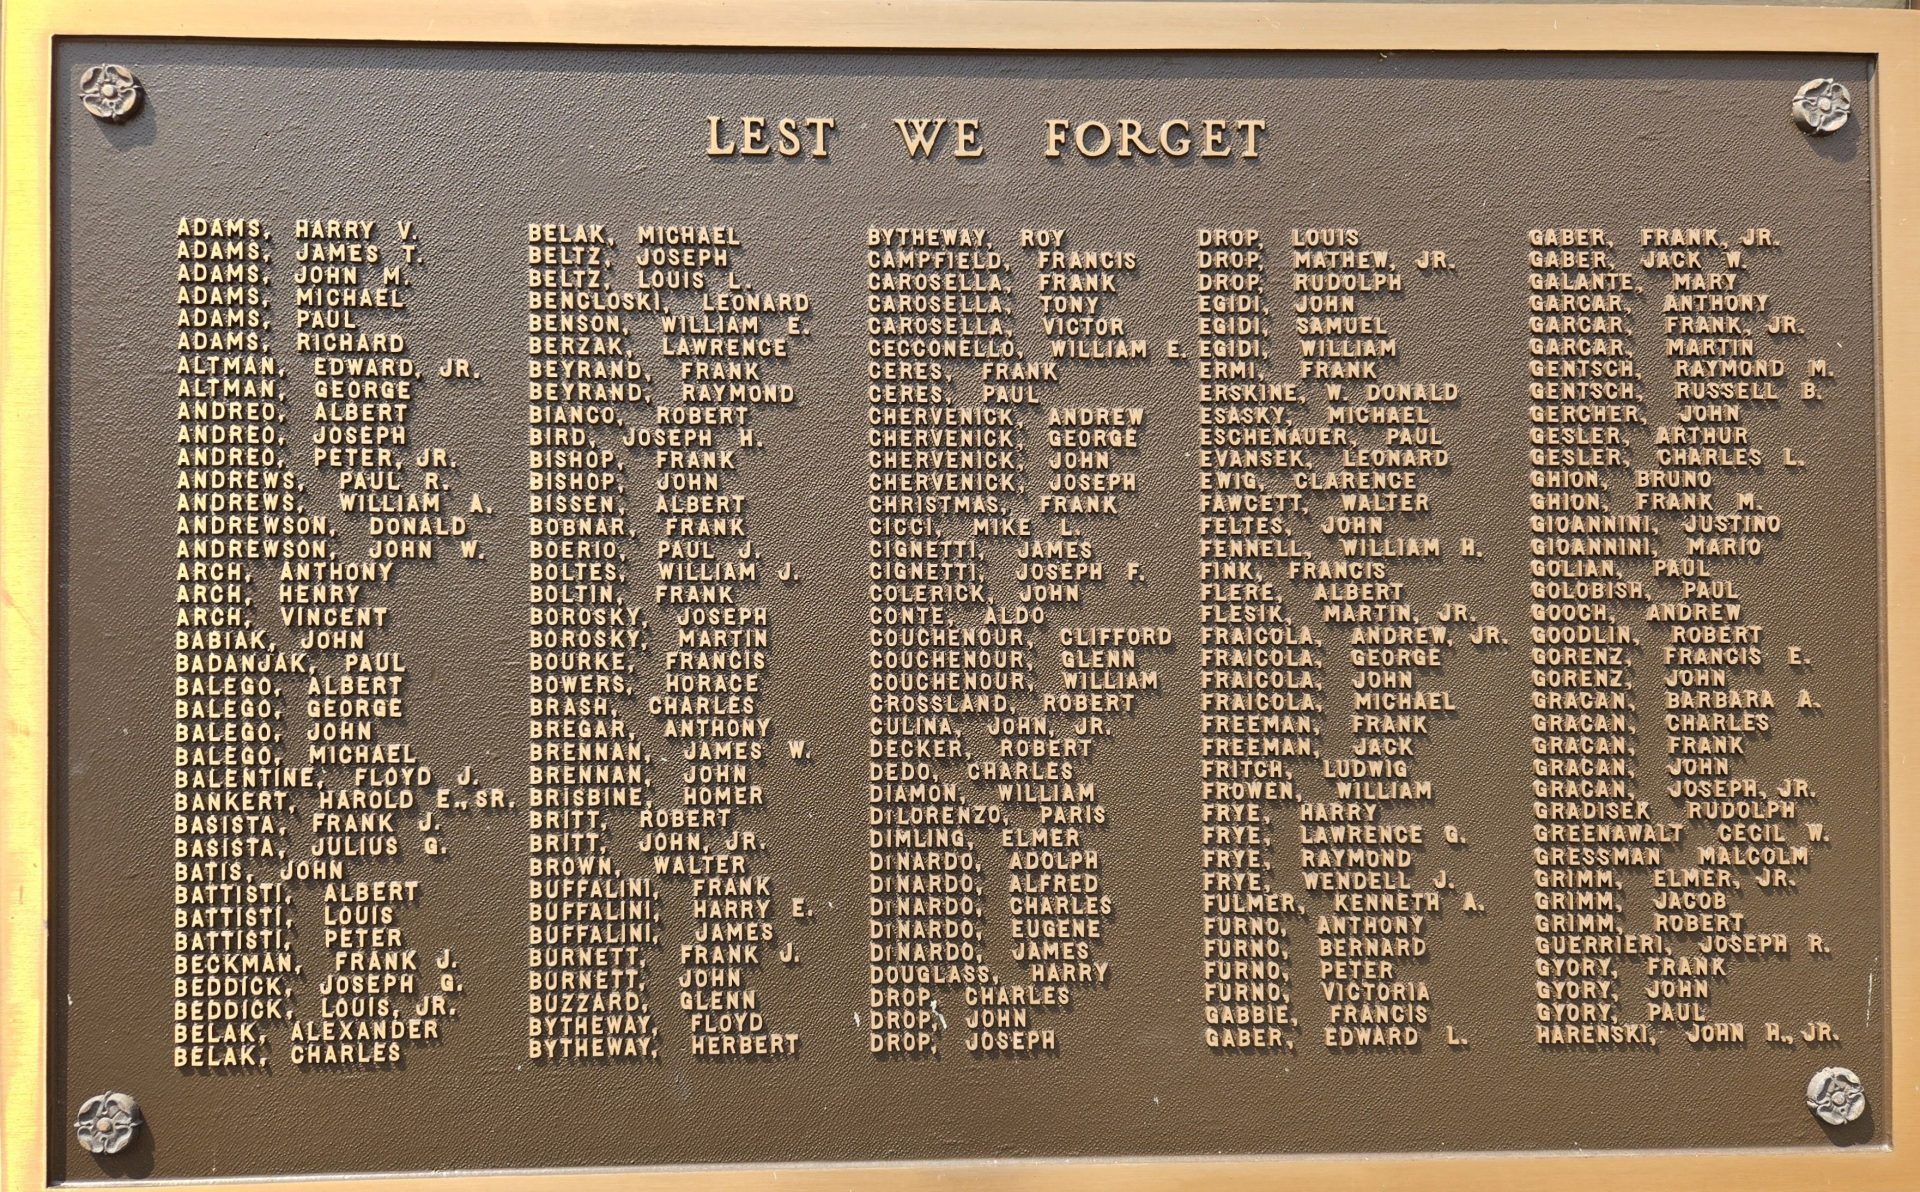 LEST WE FORGET
ADAMS, HARRY V.
ADAMS, JAMES T.
ADAMS, JOHN M.
ADAMS, MICHAEL
ADAMS, PAUL
ADAMS, RICHARD
ALTMAN, EDWARD, JR.
ALTMAN, GEORGE
ANDREO, ALBERT
ANDREO, JOSEPH
ANDREO, PETER, JR.
ANDREWS, PAUL R.
ANDREWS, WILLIAM A.
ANDREWSON, DONALD
ANDREWSON, JOHN W.
ARCH, ANTHONY
ARCH, HENRY
ARCH, VINCENT
BABIAK, JOHN
BADANJAK, PAUL
BALEGO, ALBERT
BALEGO, GEORGE
BALEGO, JOHN
BALEGO, MICHAEL
BALENTINE, FLOYD J.
BANKERT, HAROLD E., SR.
BASISTA, FRANK J.
BASISTA, JULIUS G.
BATIS, JOHN
BATTISTI, ALBERT
BATTISTI, LOUIS
BATTISTI, PETER
BECKMAN, FRANK J.
BEDDICK, JOSEPH G.
BEDDICK, LOUIS, JR.
BELAK, ALEXANDER
BELAK, CHARLES
BELAK, MICHAEL
BELTZ, JOSEPH
BELTZ, LOUIS L.
BENCLOSKI, LEONARD
BENSON, WILLIAM E.
BERZAK, LAWRENCE
BEYRAND, FRANK
BEYRAND, RAYMOND
BIANCO, ROBERT
BIRD, JOSEPH H.
BISHOP, FRANK
BISHOP, JOHN
BISSEN, ALBERT
BOBNAR, FRANK
BOERIO, PAUL J.
BOLTES, WILLIAM J.
BOLTIN, FRANK
BOROSKY, JOSEPH
BOROSKY, MARTIN
BOURKE, FRANCIS
BOWERS, HORACE
BRASH, CHARLES
BREGAR, ANTHONY
BRENNAN, JAMES W.
BRENNAN, JOHN
BRISBINE, HOMER
BRITT, ROBERT
BRITT, JOHN, JR.
BROWN, WALTER
BUFFALINI, FRANK
BUFFALINI, HARRY E.
BUFFALINI, JAMES
BURNETT, FRANK J.
BURNETT, JOHN
BUZZARD, GLENN
BYTHEWAY, FLOYD
BYTHEWAY, HERBERT
BYTHEWAY, ROY
CAMPFIELD, FRANCIS
CAROSELLA, FRANK
CAROSELLA, TONY
CAROSELLA, VICTOR
CECCONELLO, WILLIAM E.
CERES, FRANK
CERES, PAUL
CHERVENICK, ANDREW
CHERVENICK, GEORGE
CHERVENICK, JOHN
CHERVENICK, JOSEPH
CHRISTMAS, FRANK
CICCI, MIKE L.
CIGNETTI, JAMES
CIGNETTI, JOSEPH F.
COLERICK, JOHN
CONTE, ALDO
COUCHENOUR, CLIFFORD
COUCHENOUR, GLENN
COUCHENOUR, WILLIAM
CROSSLAND, ROBERT
CULINA, JOHN, JR.
DECKER, ROBERT
DEDO, CHARLES
DIAMON, WILLIAM
DILORENZO, PARIS
DIMLING, ELMER
DINARDO, ADOLPH
DINARDO, ALFRED
DINARDO, CHARLES
DINARDO, EUGENE
DINARDO, JAMES
DOUGLASS, HARRY
DROP, CHARLES
DROP, JOHN
DROP, JOSEPH
DROP, LOUIS
DROP, MATHEW, JR.
DROP, RUDOLPH
EGIDI, JOHN
EGIDI, SAMUEL
EGIDI, WILLIAM
ERMI, FRANK
ERSKINE, W. DONALD
ESASKY, MICHAEL
ESCHENAUER, PAUL
EVANSEK, LEONARD
EWIG, CLARENCE
FAWCETT, WALTER
FELTES, JOHN
FENNELL, WILLIAM H.
FINK, FRANCIS
FLERE, ALBERT
FLESIK, MARTIN, JR.
FRAICOLA, ANDREW, JR.
FRAICOLA, GEORGE
FRAICOLA, JOHN
FRAICOLA, MICHAEL
FREEMAN, FRANK
FREEMAN, JACK
FRITCH, LUDWIG
FROWEN, WILLIAM
FRYE, HARRY
FRYE, LAWRENCE G.
FRYE, RAYMOND
FRYE, WENDELL J.
FULMER, KENNETH A.
FURNO, ANTHONY
FURNO, BERNARD
FURNO, PETER
FURNO, VICTORIA
GABBIE, FRANCIS
GABER, EDWARD L.
GABER, FRANK, JR.
GABER, JACK W.
GALANTE, MARY
GARCAR, ANTHONY
GARCAR, FRANK, JR.
GARCAR, MARTIN
GENTSCH, RAYMOND M.
GENTSCH, RUSSELL B.
GERCHER, JOHN
GESLER, ARTHUR
GESLER, CHARLES L.
GHION, BRUNO
GHION, FRANK M.
GIOANNINI, JUSTINO
GIOANNINI, MARIO
GOLIAN, PAUL
GOLOBISH, PAUL
GOOCH, ANDREW
GOODLIN, ROBERT
GORENZ, FRANCIS E.
GORENZ, JOHN
GRACAN, BARBARA A.
GRACAN, CHARLES
GRACAN, FRANK
GRACAN, JOHN
GRACAN, JOSEPH, JR.
GRADISEK RUDOLPH
GREENAWALT CECIL W.
GRESSMAN MALCOLM
GRIMM, ELMER, JR.
GRIMM, JACOB
GRIMM, ROBERT
GUERRIERI, JOSEPH R.
GYORY, FRANK
GYORY, JOHN
GYORY, PAUL
HARENSKI, JOHN H., JR.